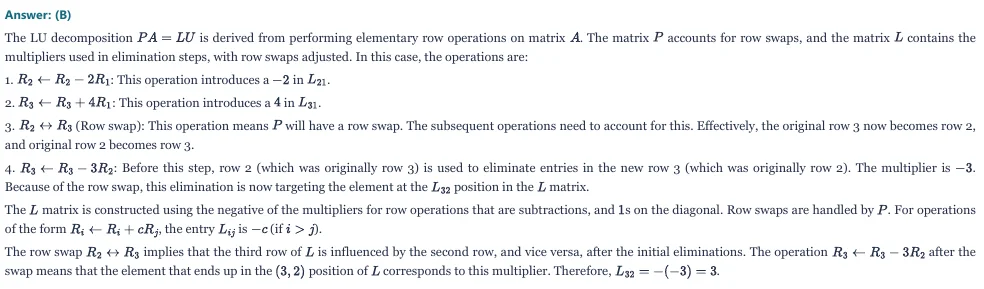 Answer: (B)
The LU decomposition PA = LU is derived from performing elementary row operations on matrix A. The matrix P accounts for row swaps, and the matrix L contains the
multipliers used in elimination steps, with row swaps adjusted. In this case, the operations are:
1. R₂ ← R₂ − 2R₁: This operation introduces a −2 in L₂₁.
2. R₃ ← R₃ + 4R₁: This operation introduces a 4 in L₃₁.
3. R₂ ↔ R₃ (Row swap): This operation means P will have a row swap. The subsequent operations need to account for this. Effectively, the original row 3 now becomes row 2,
and original row 2 becomes row 3.
4. R₃ ← R₃ − 3R₂: Before this step, row 2 (which was originally row 3) is used to eliminate entries in the new row 3 (which was originally row 2). The multiplier is −3.
Because of the row swap, this elimination is now targeting the element at the L₃₂ position in the L matrix.
The L matrix is constructed using the negative of the multipliers for row operations that are subtractions, and 1s on the diagonal. Row swaps are handled by P. For operations
of the form Rᵢ ← Rᵢ + cRⱼ, the entry Lᵢⱼ is −c (if i > j).
The row swap R₂ ↔ R₃ implies that the third row of L is influenced by the second row, and vice versa, after the initial eliminations. The operation R₃ ← R₃ − 3R₂ after the
swap means that the element that ends up in the (3, 2) position of L corresponds to this multiplier. Therefore, L₃₂ = −(−3) = 3.